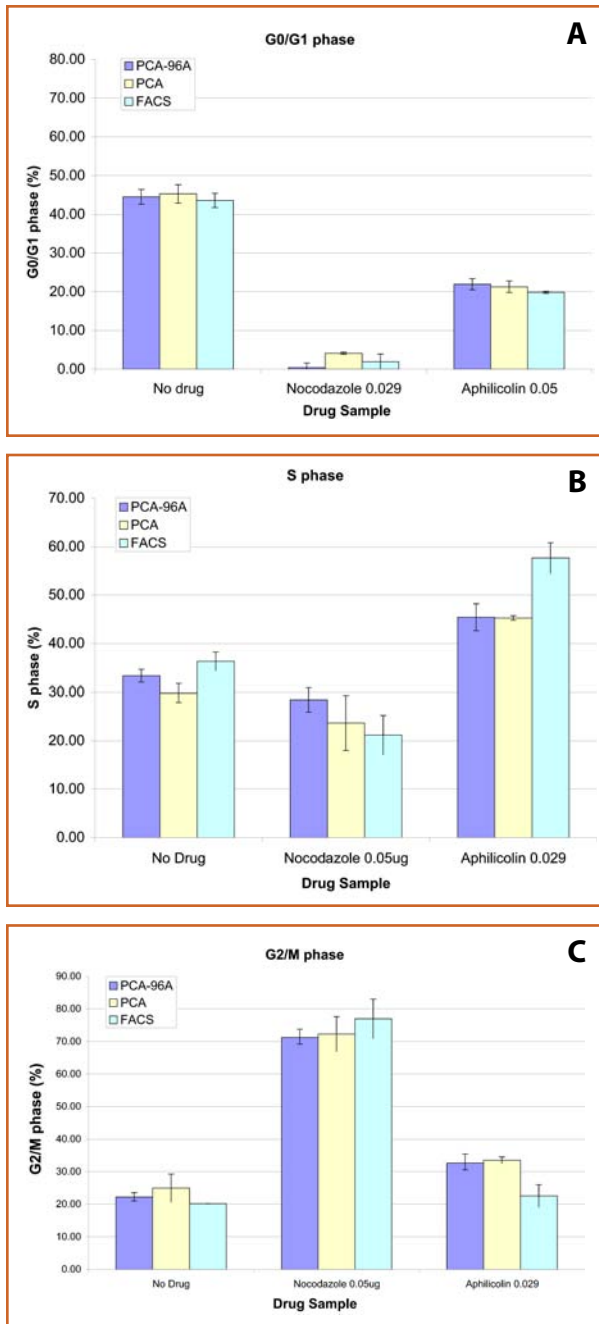 G0/G1 phase
A
PCA-96A
PCA
FACS
80.00
70.00
60.00
50.00
40.00
30.00
20.00
10.00
0.00
G0/G1 phase (%)
No drug
Nocodazole 0.029
Aphilicolin 0.05
Drug Sample
S phase
B
PCA-96A
PCA
FACS
70.00
60.00
50.00
40.00
30.00
20.00
10.00
0.00
S phase (%)
No Drug
Nocodazole 0.05ug
Aphilicolin 0.029
Drug Sample
G2/M phase
C
PCA-96A
PCA
FACS
90.00
80.00
70.00
60.00
50.00
40.00
30.00
20.00
10.00
0.00
G2/M phase (%)
No Drug
Nocodazole 0.05ug
Aphilicolin 0.029
Drug Sample